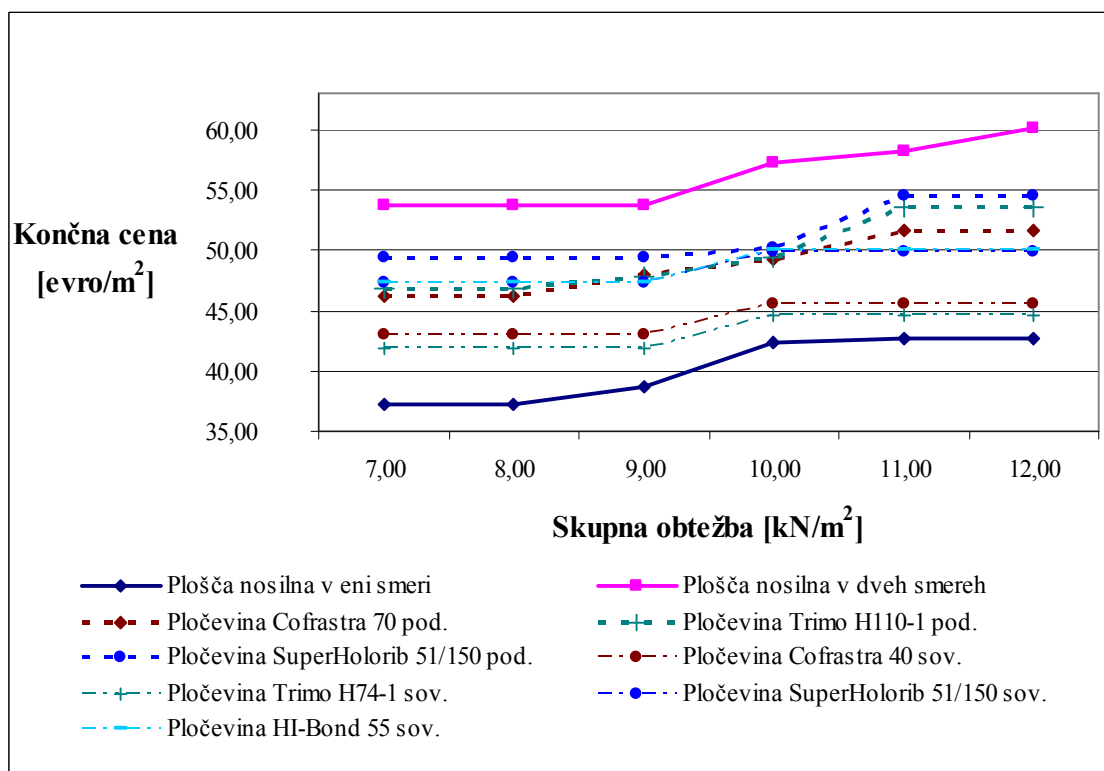 60,00
55,00
50,00
45,00
40,00
35,00
Končna cena
[evro/m²]
7,00 8,00 9,00 10,00 11,00 12,00
Skupna obtežba [kN/m²]
Plošča nosilna v eni smeri
Plošča nosilna v dveh smereh
Pločevina Cofrastra 70 pod.
Pločevina Trimo H110-1 pod.
Pločevina SuperHolorib 51/150 pod.
Pločevina Cofrastra 40 sov.
Pločevina Trimo H74-1 sov.
Pločevina SuperHolorib 51/150 sov.
Pločevina HI-Bond 55 sov.